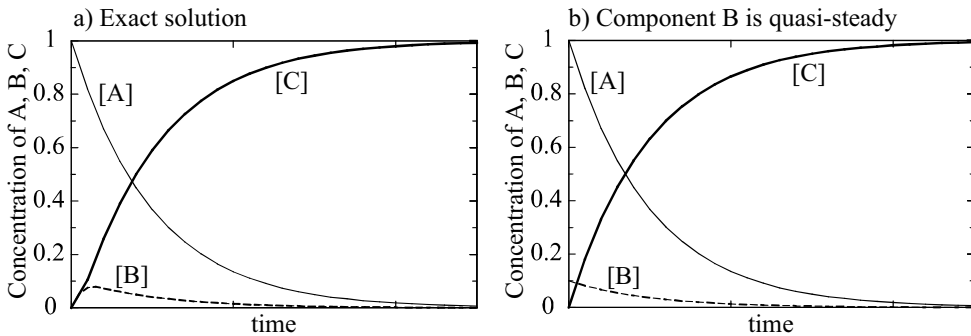 a) Exact solution
Concentration of A, B, C
1
0.8
0.6
0.4
0.2
0
[A]
[C]
[B]
time
b) Component B is quasi-steady
Concentration of A, B, C
1
0.8
0.6
0.4
0.2
0
[A]
[C]
[B]
time